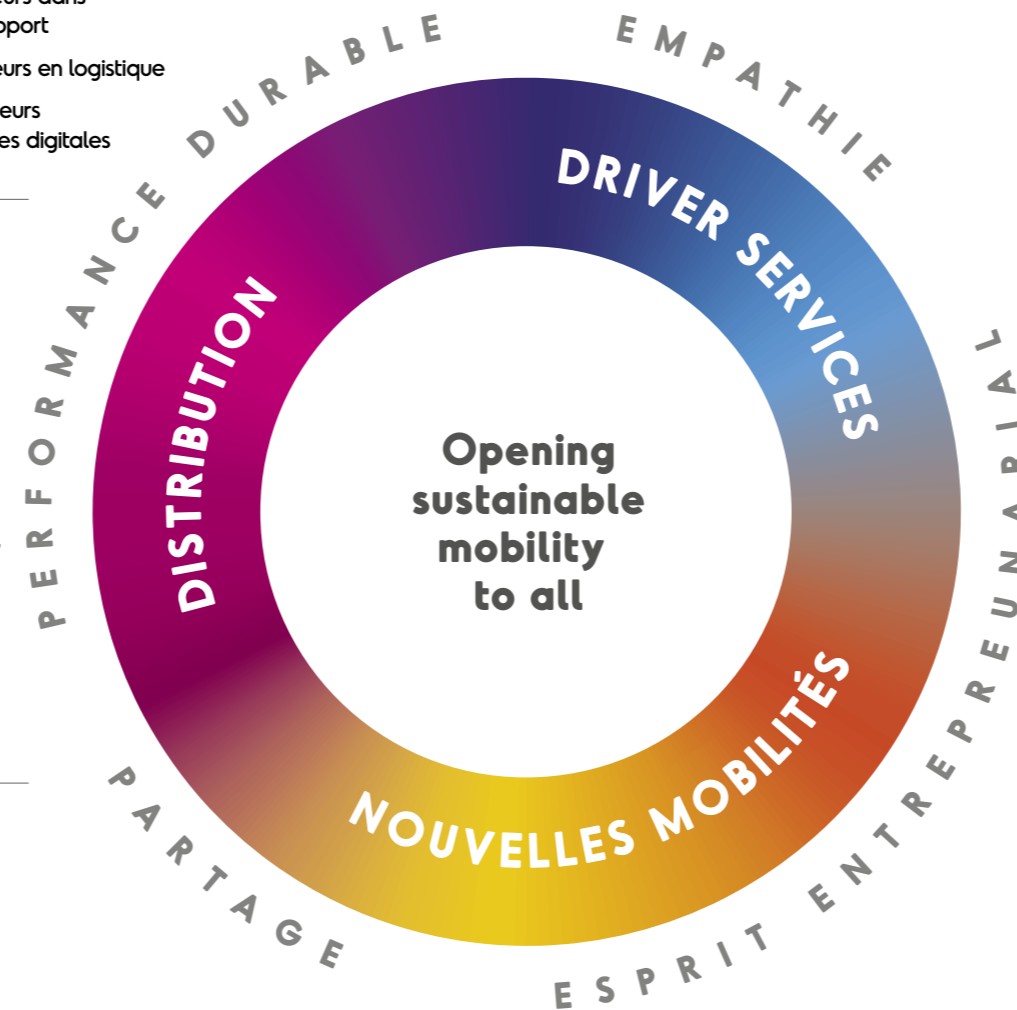 pport
eurs en logistique
eurs
es digitales
PERFORMANCE DURABLE
EMPATHIE
DRIVER SERVICES
DISTRIBUTION
Opening
sustainable
mobility
to all
NOUVELLES MOBILITÉS
PARTAGE
ESPRIT ENTREPREUNARIAL